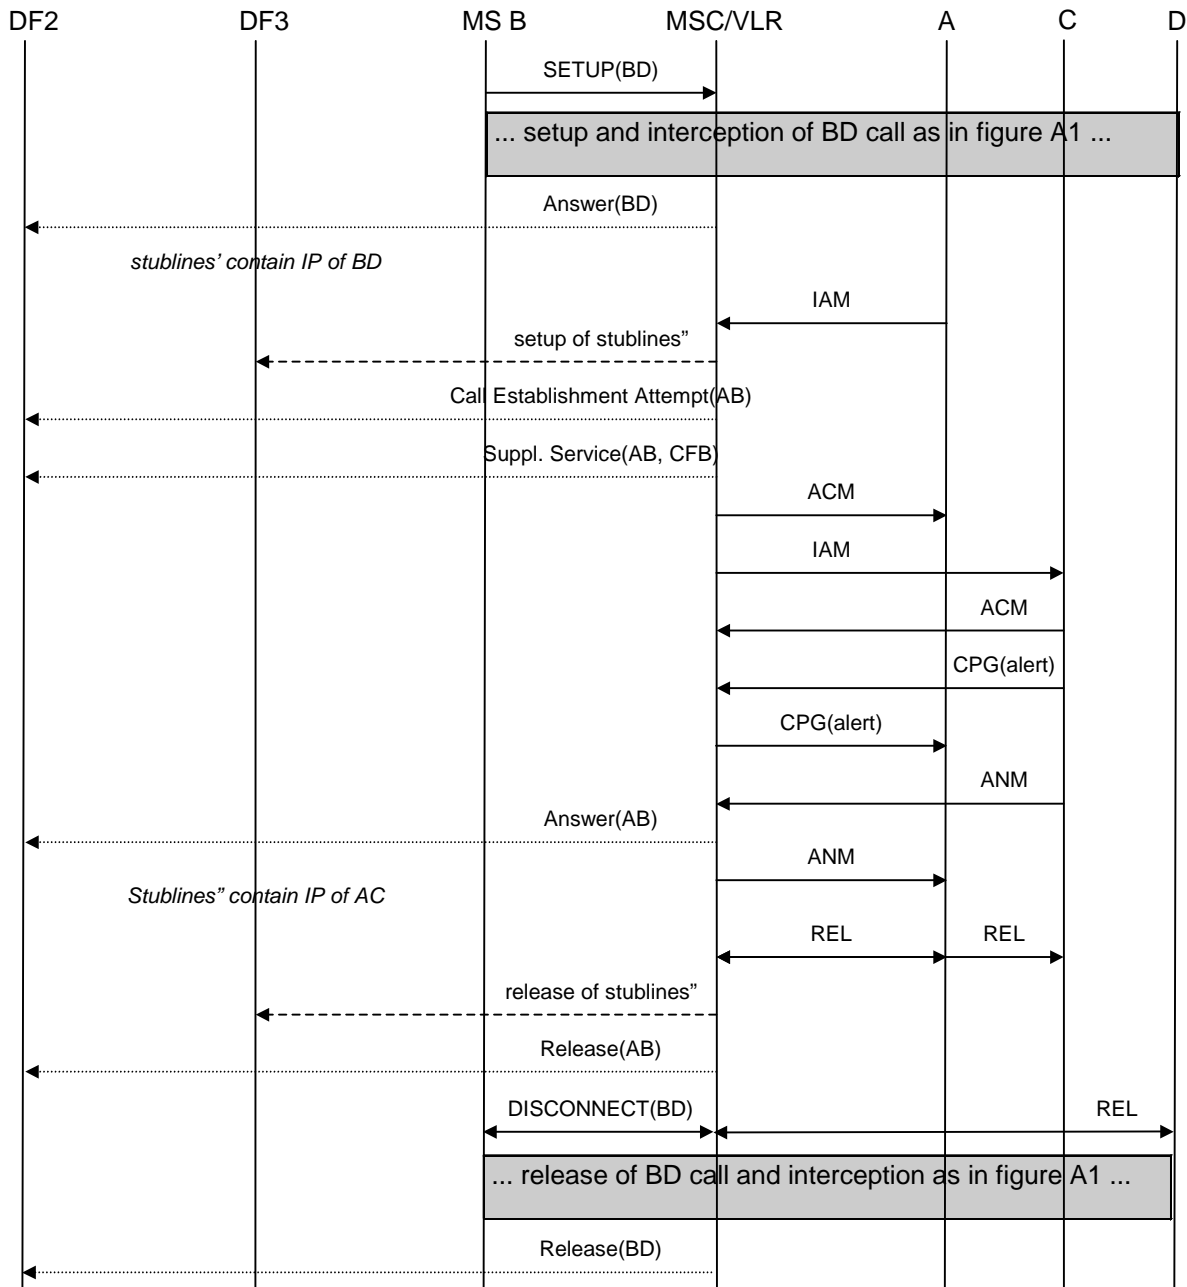 DF2 DF3 MS B MSC/VLR A C D
SETUP(BD)
... setup and interception of BD call as in figure A1 ...
Answer(BD)
stublines’ contain IP of BD
IAM
setup of stublines”
Call Establishment Attempt(AB)
Suppl. Service(AB, CFB)
ACM
IAM
ACM
CPG(alert)
CPG(alert)
ANM
Answer(AB)
ANM
Stublines” contain IP of AC
REL REL
release of stublines”
Release(AB)
DISCONNECT(BD) REL
... release of BD call and interception as in figure A1 ...
Release(BD)